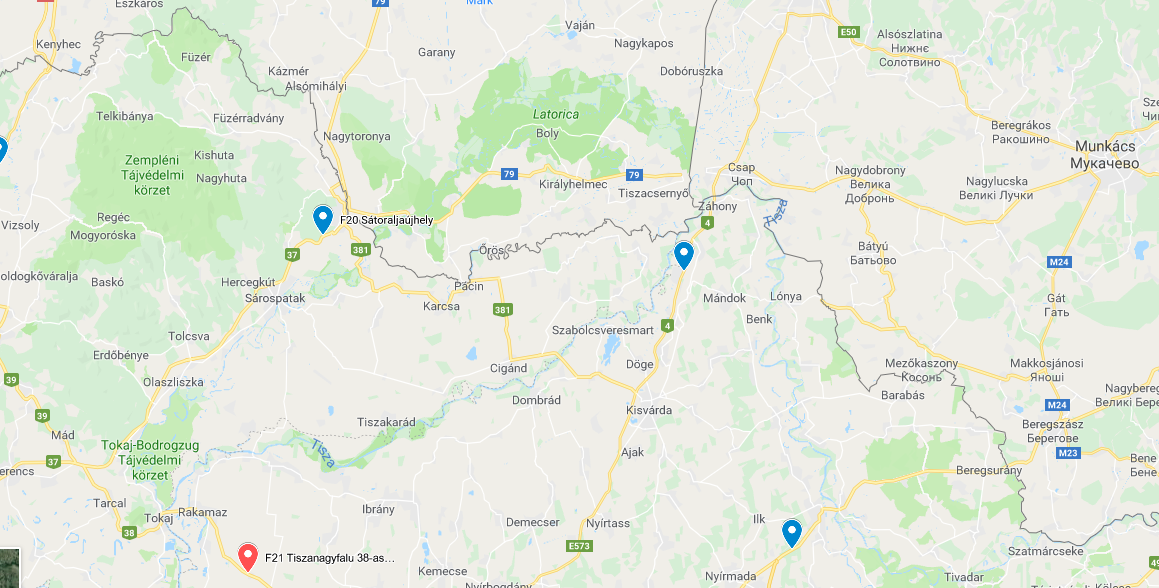 Eszkáros
79
Mark
Kenyhec
Füzér
Garany
Vaján
Nagykapos
E50
Alsószlatina
Нижнє
Солотвино
Kázmér
Alsómihályi
Dobóruszka
Telkibánya
Füzérradvány
Nagytoronya
Latorica
Boly
Beregrákos
Ракошино
Munkács
Мукачево
Zempléni
Tájvédelmi
körzet
Kishuta
Nagyhuta
79
Királyhelmec
79
Tiszacsernyő
Csap
Чоп
Nagydobrony
Велика
Добронь
Nagylucska
Великі Лучки
Vizsoly
Regéc
Mogyoróska
F20 Sátoraljaújhely
Záhony
4
Tisza
37
381
Őrös
Bátyú
Батьово
M24
oldogkőváralja
Baskó
Hercegkút
Sárospatak
Pácin
Karcsa
381
Mándok
Lónya
Gát
Гать
Tolcsva
Szabolcsveresmart
4
Benk
Erdőbénye
Cigánd
Döge
Mezőkaszony
Косонь
Makkosjánosi
Яноші
39
Olaszliszka
Dombrád
Kisvárda
Barabás
Nagybereg
Великі Бере
39
Mád
Tiszakarád
M24
Beregszász
Берегове
Tokaj-Bodrogzug
Tájvédelmi
körzet
Tisza
Ajak
M23
37
erencs
Beregsurány
Bene
Бене
Tarcal
Tokaj
Rakamaz
Ibrány
38
Demecser
Nyírtass
Ilk
E573
F21 Tiszanagyfalu 38-as...
Kemecse
Nyírbogdány
Nyírmada
Szatmárcseke
Tivadar